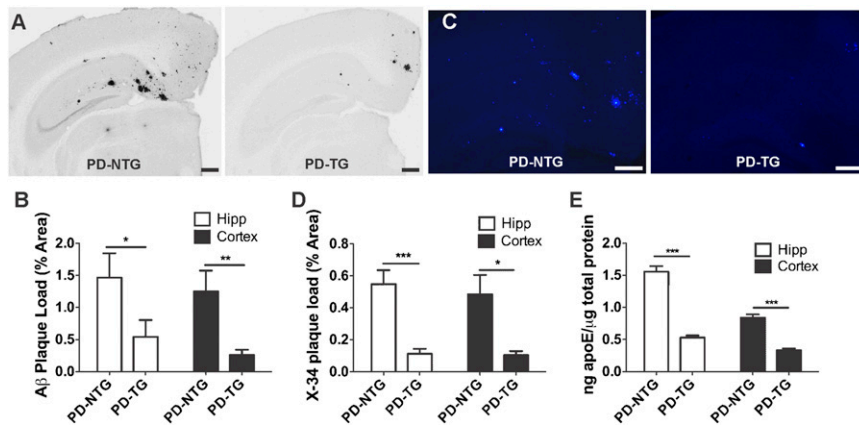 A
PD-NTG
PD-TG
C
PD-NTG
PD-TG
B
Aβ Plaque Load (% Area)
2.0
1.5
1.0
0.5
0.0
Hipp
Cortex
*
**
PD-NTG
PD-TG
PD-NTG
PD-TG
D
X-34 plaque load (% Area)
0.8
0.6
0.4
0.2
0.0
Hipp
Cortex
***
*
PD-NTG
PD-TG
PD-NTG
PD-TG
E
ng apoE/μg total protein
2.0
1.5
1.0
0.5
0.0
Hipp
Cortex
***
***
PD-NTG
PD-TG
PD-NTG
PD-TG